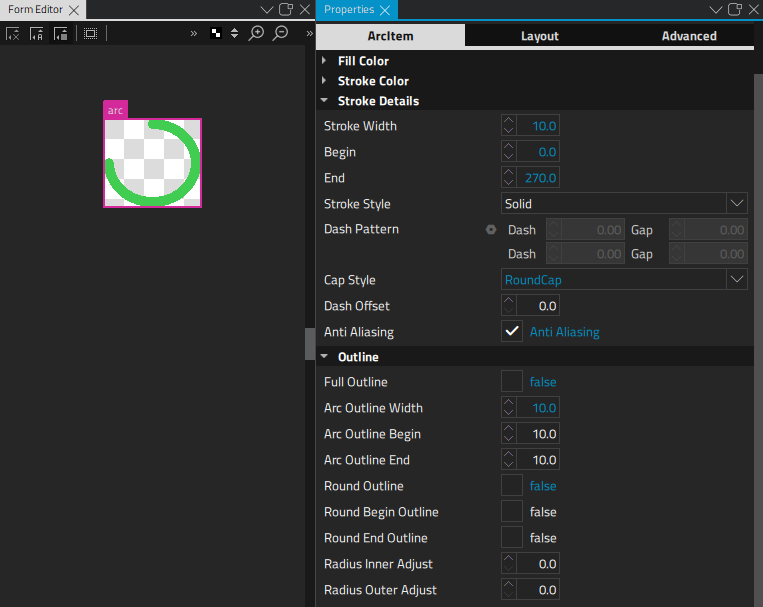 Form Editor
Properties
ArcItem Layout Advanced
arc
Fill Color
Stroke Color
Stroke Details
Stroke Width 10.0
Begin 0.0
End 270.0
Stroke Style Solid
Dash Pattern Dash 0.00 Gap 0.00
Dash 0.00 Gap 0.00
Cap Style RoundCap
Dash Offset 0.0
Anti Aliasing Anti Aliasing
Outline
Full Outline false
Arc Outline Width 10.0
Arc Outline Begin 10.0
Arc Outline End 10.0
Round Outline false
Round Begin Outline false
Round End Outline false
Radius Inner Adjust 0.0
Radius Outer Adjust 0.0